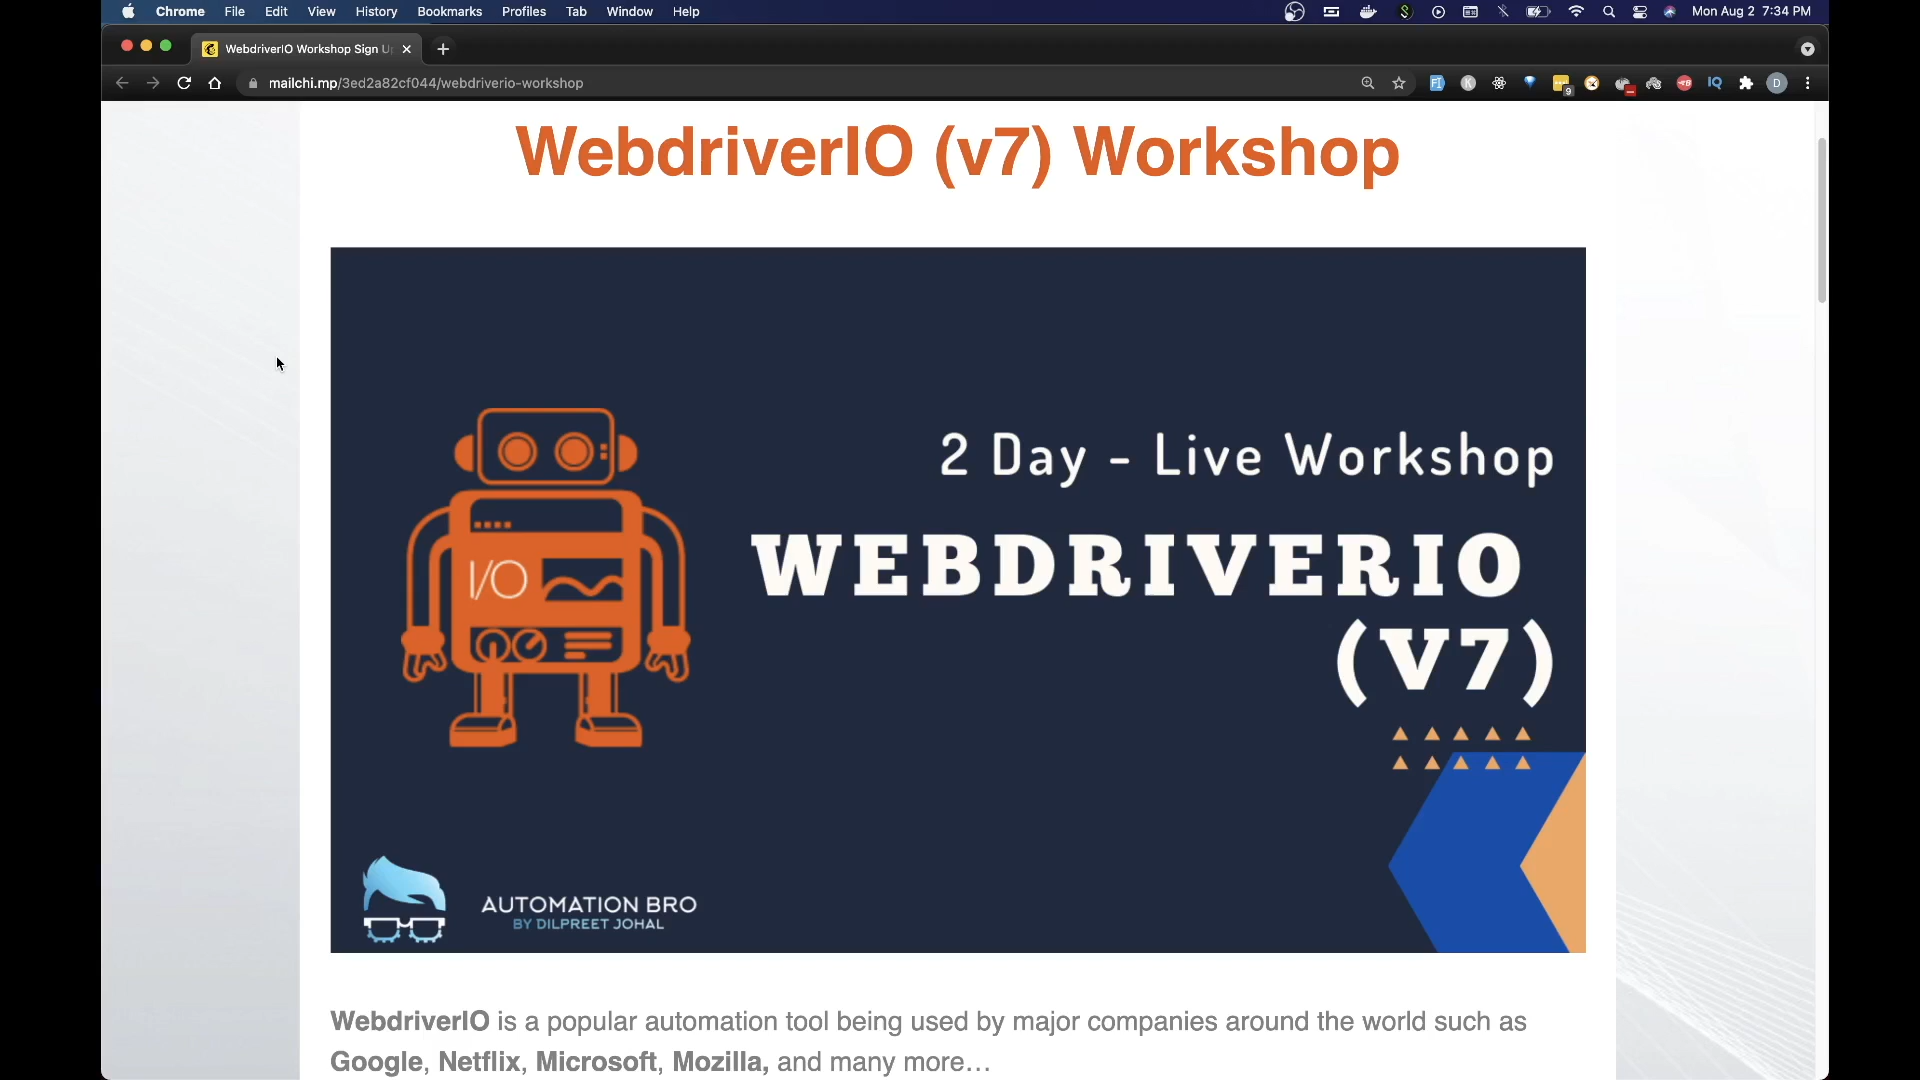 Chrome File Edit View History Bookmarks Profiles Tab Window Help Mon Aug 2 7:34 PM
WebdriverIO Workshop Sign U
mailchi.mp/3ed2a82cf044/webdriverio-workshop
WebdriverIO (v7) Workshop
2 Day - Live Workshop
WEBDRIVERIO
(V7)
I/O
AUTOMATION BRO
BY DILPREET JOHAL
WebdriverIO is a popular automation tool being used by major companies around the world such as
Google, Netflix, Microsoft, Mozilla, and many more...